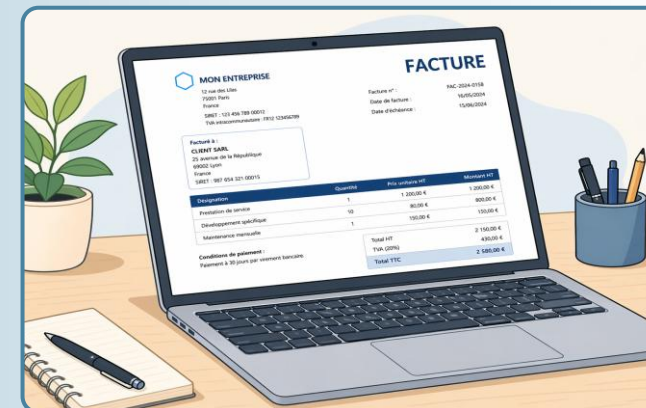 MON ENTREPRISE
12 rue des Lilas
75001 Paris
France
SIRET : 123 456 789 00012
TVA intracommunautaire : FR12 123456789
FACTURE
Facture n° : FAC-2024-0158
Date de facture : 16/05/2024
Date d'échéance : 15/06/2024
Facturé à :
CLIENT SARL
25 avenue de la République
69002 Lyon
France
SIRET : 987 654 321 00015
Désignation Quantité Prix unitaire HT Montant HT
Prestation de service 1 1 200,00 € 1 200,00 €
Développement spécifique 10 80,00 € 800,00 €
Maintenance mensuelle 1 150,00 € 150,00 €
Conditions de paiement :
Paiement à 30 jours par virement bancaire.
Total HT 2 150,00 €
TVA (20%) 430,00 €
Total TTC 2 580,00 €